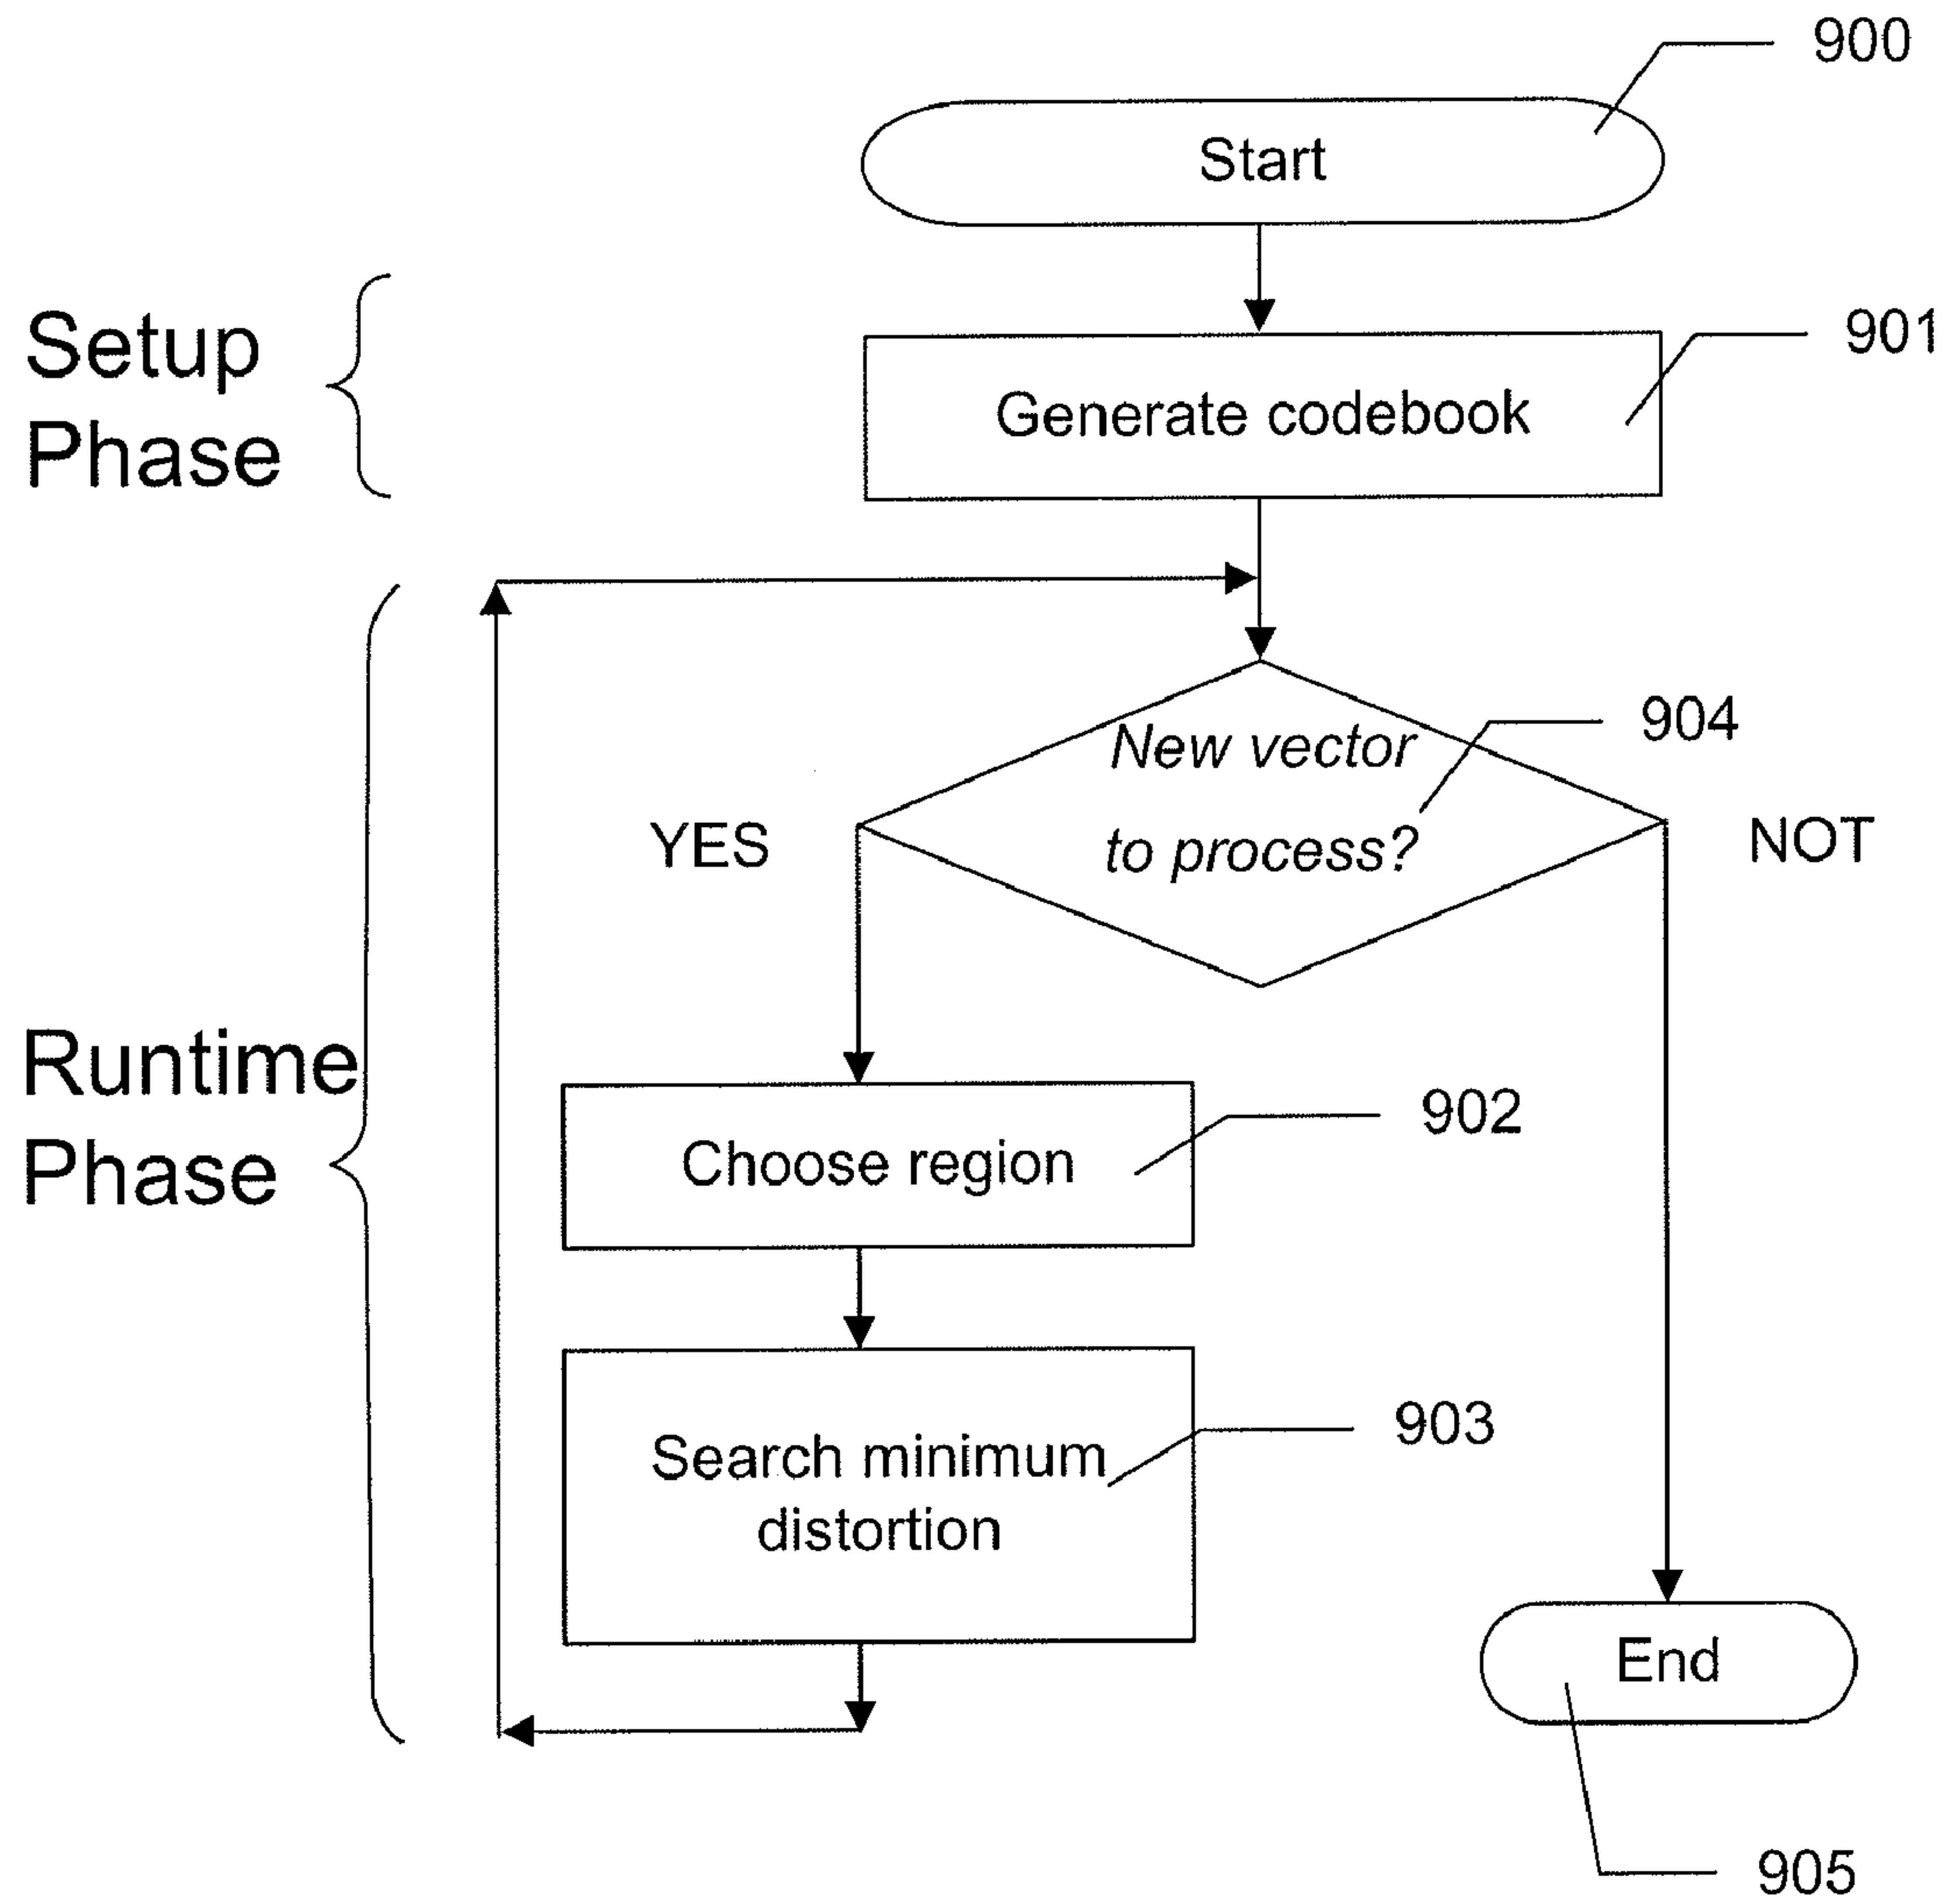 900
Start
Setup
Phase
901
Generate codebook
904
New vector
to process?
YES
NOT
Runtime
Phase
902
Choose region
903
Search minimum
distortion
End
905